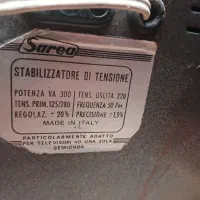 Sarea
STABILIZZATORE DI TENSIONE
POTENZA VA 300 TENS. USCITA 220
TENS. PRIM. 125/280 FREQUENZA 50 Per.
REGOLAZ. ± 20% PRECISIONE ± 1,5%
MADE IN ITALY
PARTICOLARMENTE ADATTO
PER TELEVISORI AD UNA SOLA
SEMIONDA